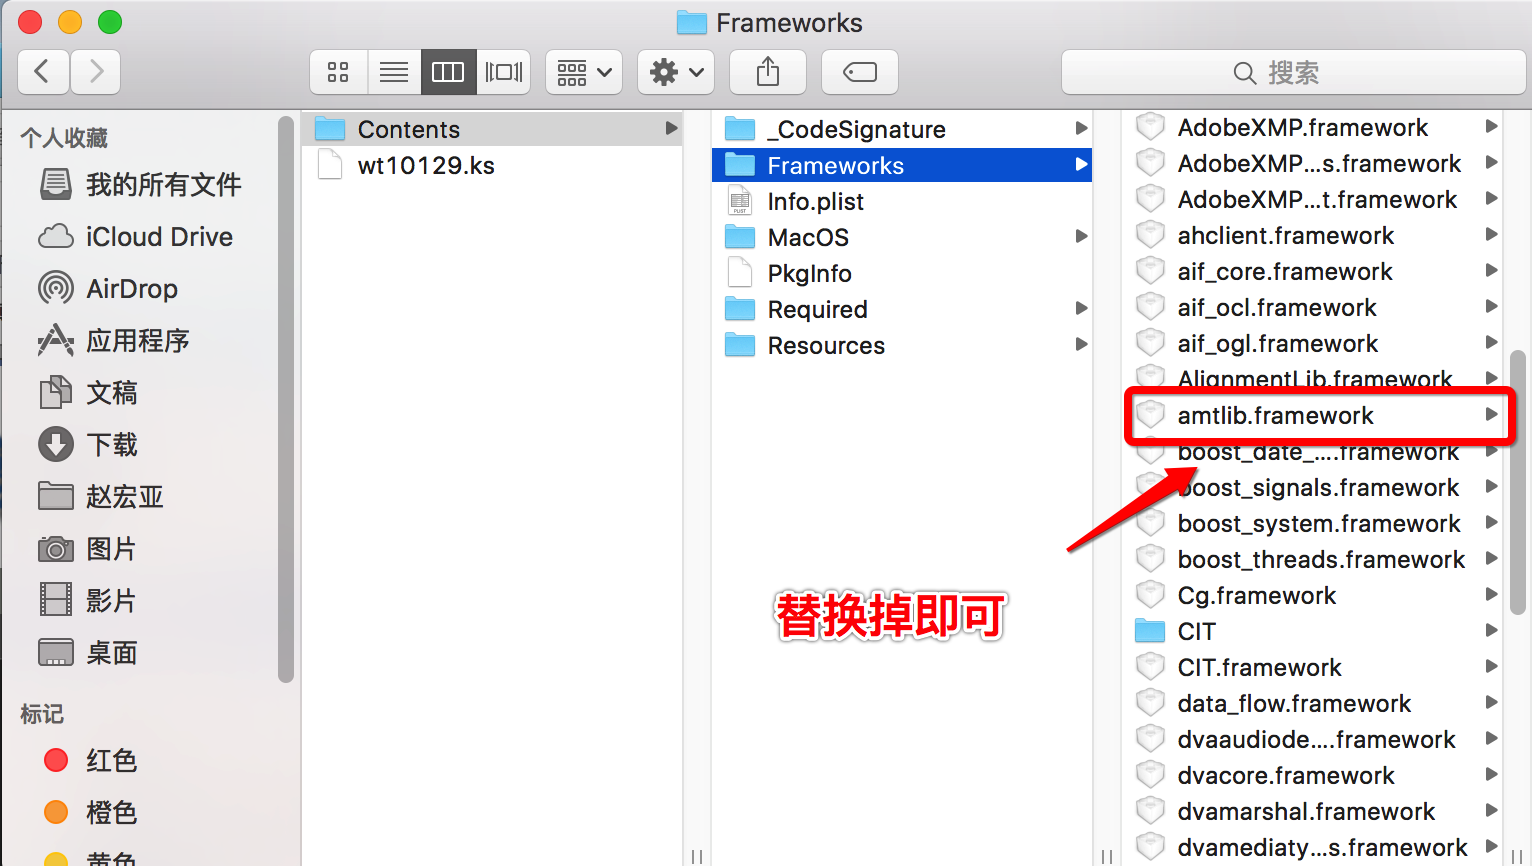 Frameworks
搜索
个人收藏
我的所有文件
iCloud Drive
AirDrop
应用程序
文稿
下载
赵宏亚
图片
影片
桌面
标记
红色
橙色
黄色
Contents
wt10129.ks
_CodeSignature
Frameworks
Info.plist
MacOS
PkgInfo
Required
Resources
替换掉即可
AdobeXMP.framework
AdobeXMP...s.framework
AdobeXMP...t.framework
ahclient.framework
aif_core.framework
aif_ocl.framework
aif_ogl.framework
AlignmentLib.framework
amtlib.framework
boost_date_....framework
boost_signals.framework
boost_system.framework
boost_threads.framework
Cg.framework
CIT
CIT.framework
data_flow.framework
dvaaudiode....framework
dvacore.framework
dvamarshal.framework
dvamediaty...s.framework